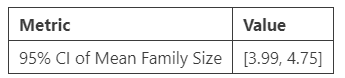 Metric Value
95% CI of Mean Family Size [3.99, 4.75]